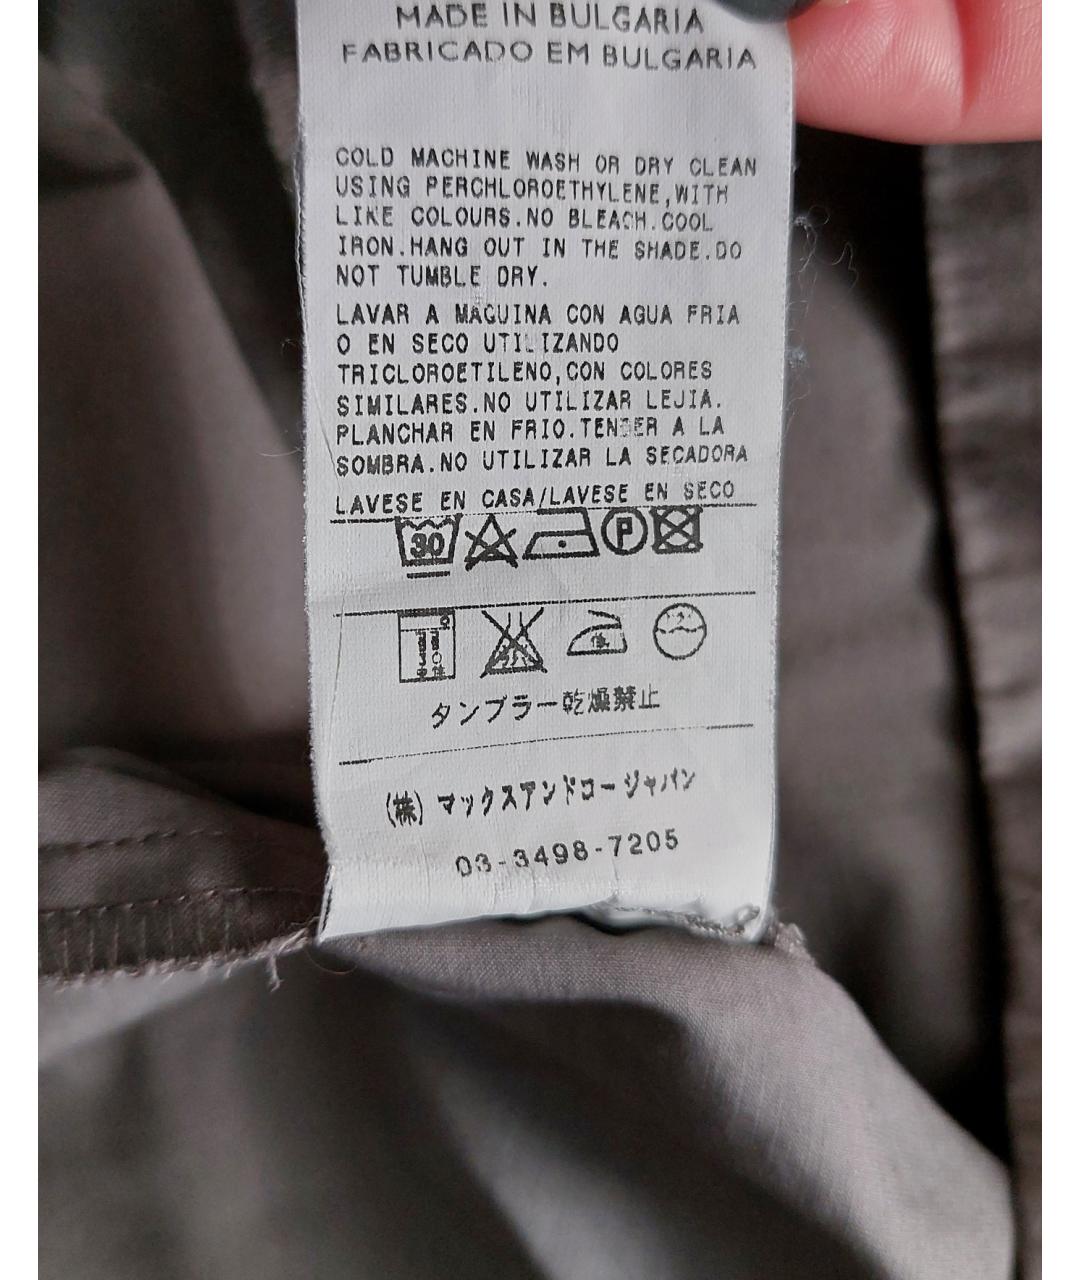 MADE IN BULGARIA
FABRICADO EM BULGARIA
COLD MACHINE WASH OR DRY CLEAN
USING PERCHLOROETHYLENE,WITH
LIKE COLOURS.NO BLEACH.COOL
IRON.HANG OUT IN THE SHADE.DO
NOT TUMBLE DRY.
LAVAR A MAQUINA CON AGUA FRIA
O EN SECO UTILIZANDO
TRICLOROETILENO,CON COLORES
SIMILARES.NO UTILIZAR LEJIA.
PLANCHAR EN FRIO.TENDER A LA
SOMBRA.NO UTILIZAR LA SECADORA
LAVESE EN CASA/LAVESE EN SECO
30 P
低
タンブラー乾燥禁止
(株) マックスアンドコージャパン
03-3498-7205